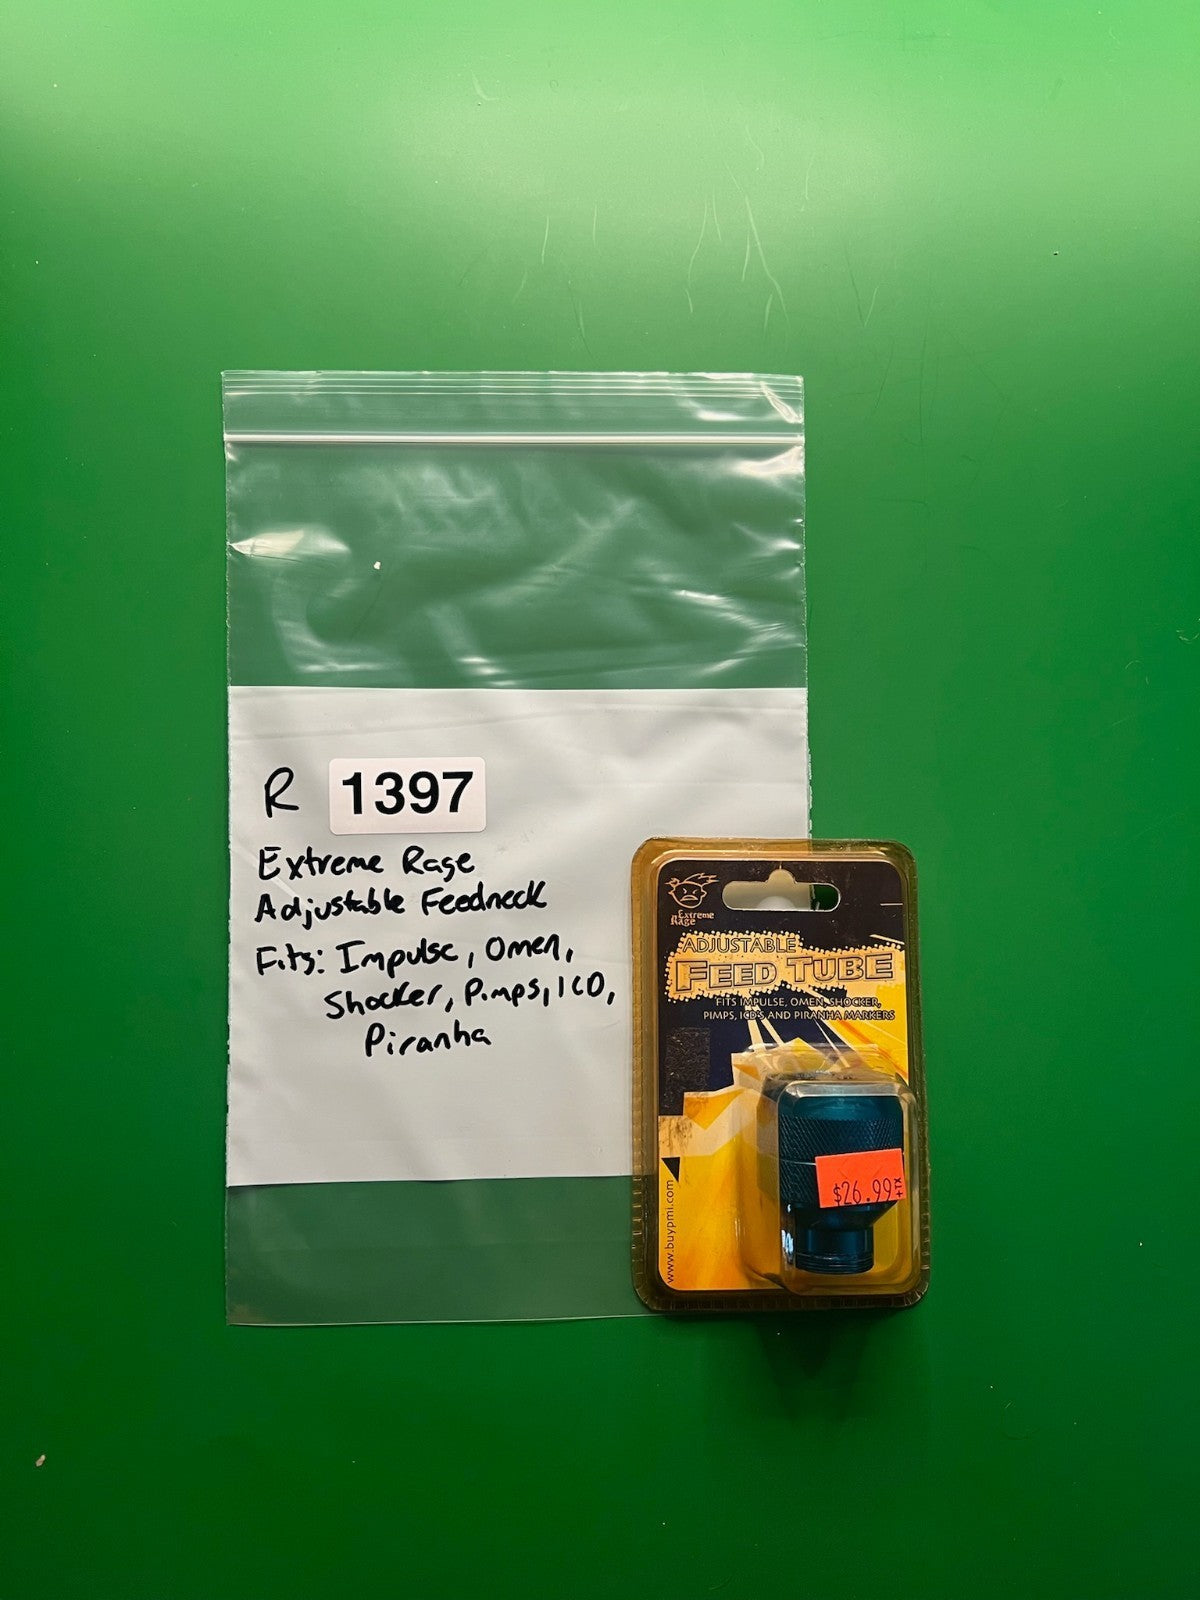 R 1397
Extreme Rage
Adjustable Feedneck
Fits: Impulse, Omen,
Shocker, Pimps, ICD,
Piranha
Extreme
Rage
ADJUSTABLE
FEED TUBE
FITS IMPULSE, OMEN, SHOCKER,
PIMPS, ICD'S AND PIRANHA MARKERS
$26.99
www.buypmi.com